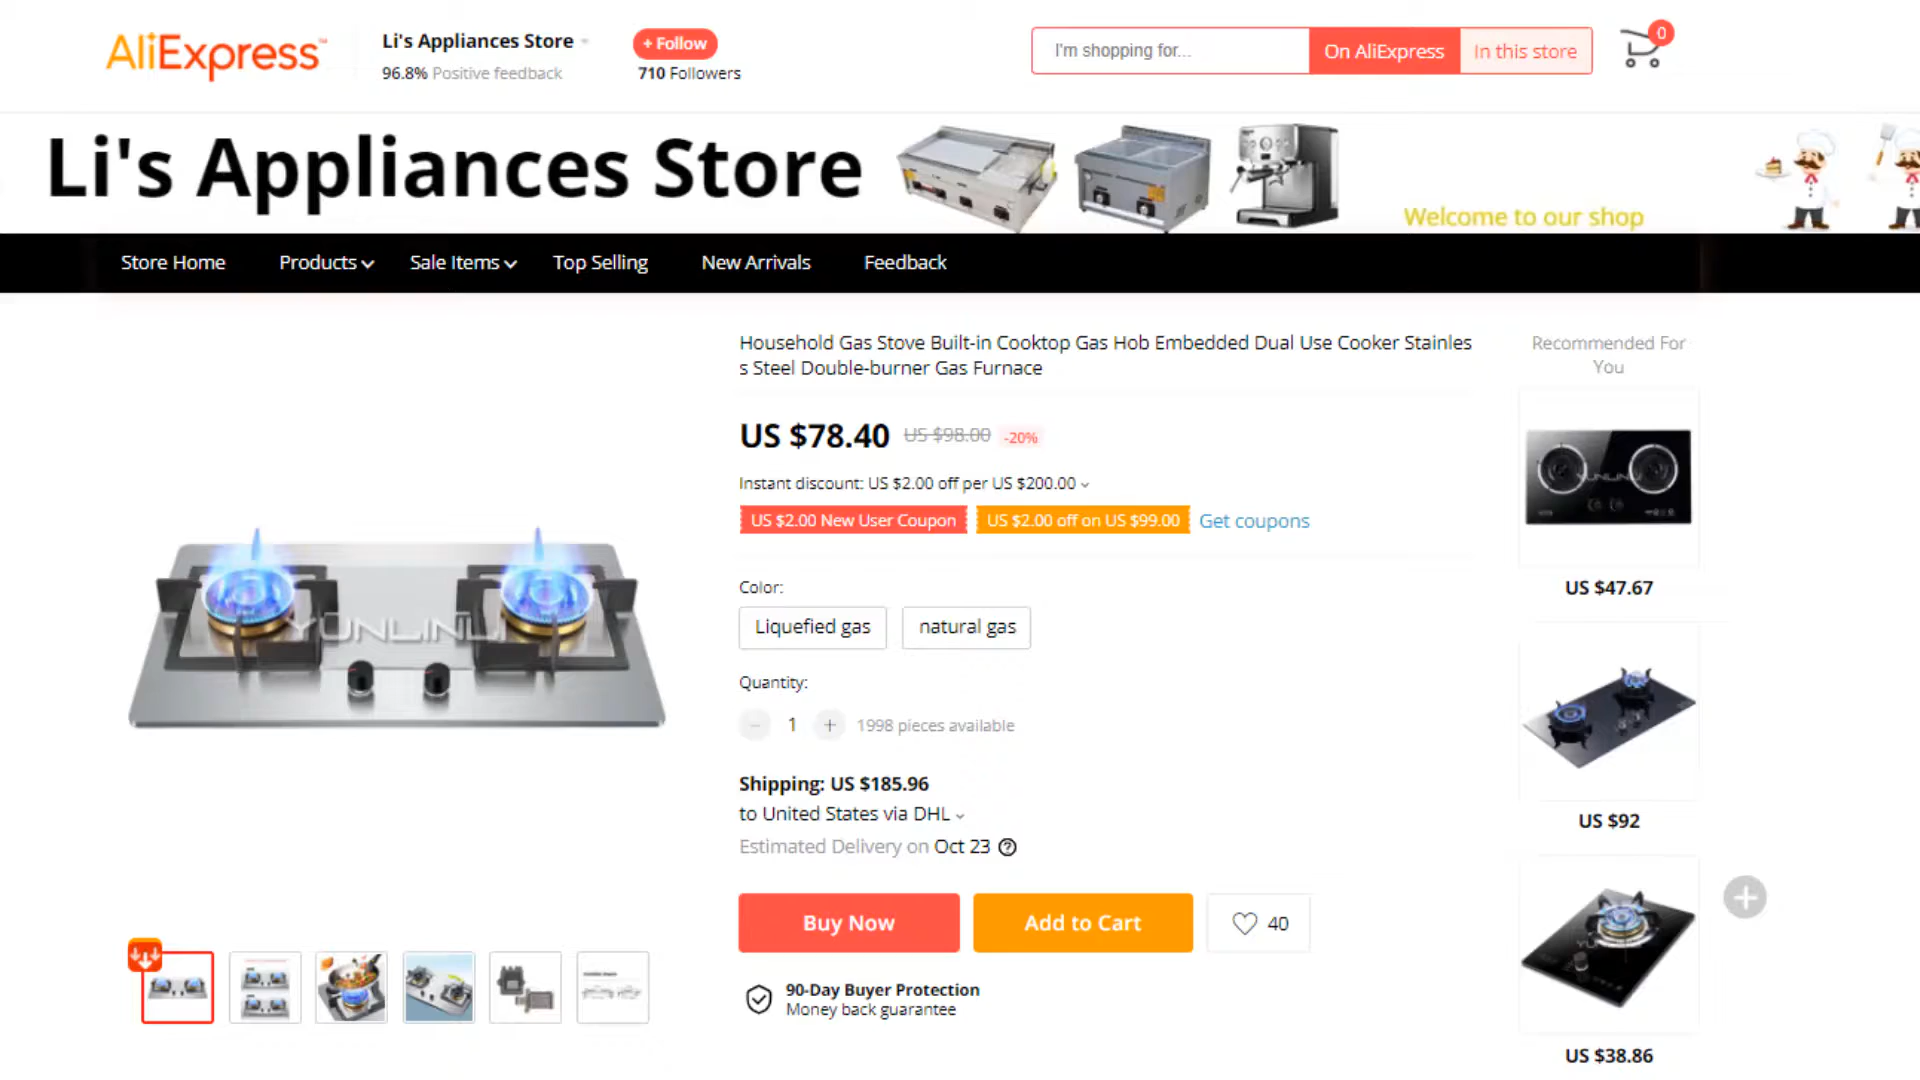 AliExpress™
Li's Appliances Store
96.8% Positive feedback
+ Follow
710 Followers
I'm shopping for...
On AliExpress
In this store
0
Li's Appliances Store
Welcome to our shop
Store Home
Products
Sale Items
Top Selling
New Arrivals
Feedback
Household Gas Stove Built-in Cooktop Gas Hob Embedded Dual Use Cooker Stainles
s Steel Double-burner Gas Furnace
US $78.40 US $98.00 -20%
Instant discount: US $2.00 off per US $200.00
US $2.00 New User Coupon
US $2.00 off on US $99.00
Get coupons
Color:
Liquefied gas
natural gas
Quantity:
1
1998 pieces available
Shipping: US $185.96
to United States via DHL
Estimated Delivery on Oct 23
Buy Now
Add to Cart
40
90-Day Buyer Protection
Money back guarantee
YUNLINLI
Recommended For
You
YUNLINLI
US $47.67
US $92
US $38.86